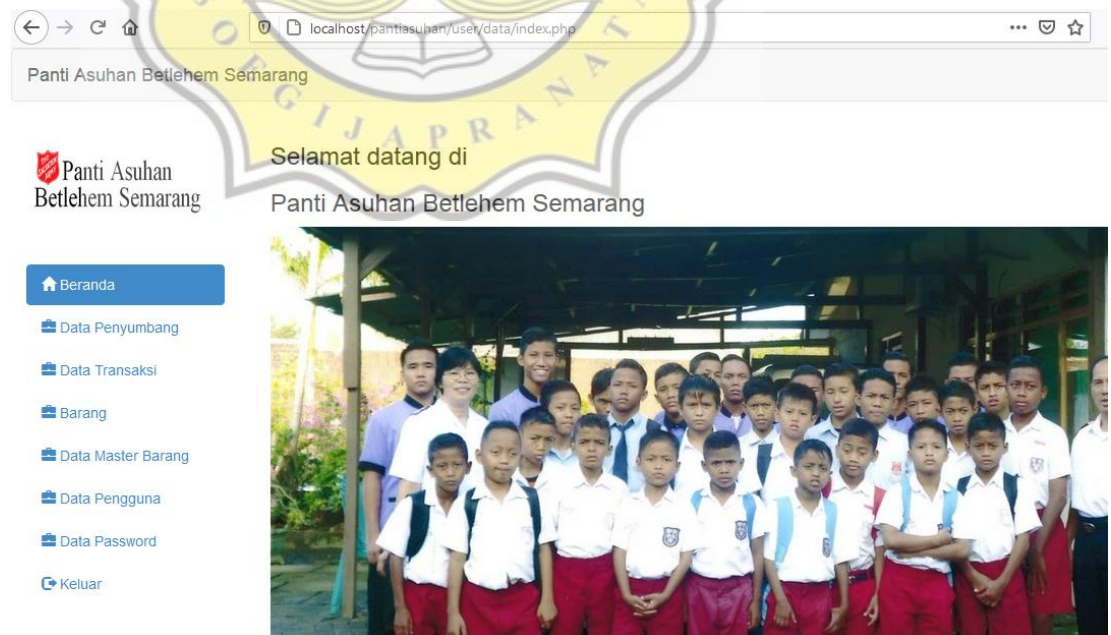 localhost/pantiasuhan/user/data/index.php
Panti Asuhan Betlehem Semarang
SOEGIJAPRANATA
Panti Asuhan
Betlehem Semarang
Selamat datang di
Panti Asuhan Betlehem Semarang
Beranda
Data Penyumbang
Data Transaksi
Barang
Data Master Barang
Data Pengguna
Data Password
Keluar